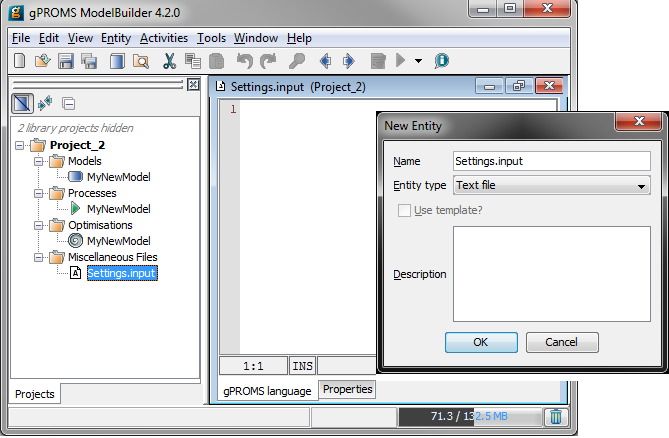 gPROMS ModelBuilder 4.2.0
File Edit View Entity Activities Tools Window Help
2 library projects hidden
Project_2
Models
MyNewModel
Processes
MyNewModel
Optimisations
MyNewModel
Miscellaneous Files
A Settings.input
Projects
A Settings.input (Project_2)
1
1:1 INS
gPROMS language Properties
71.3 / 132.5 MB
New Entity
Name Settings.input
Entity type Text file
Use template?
Description
OK Cancel